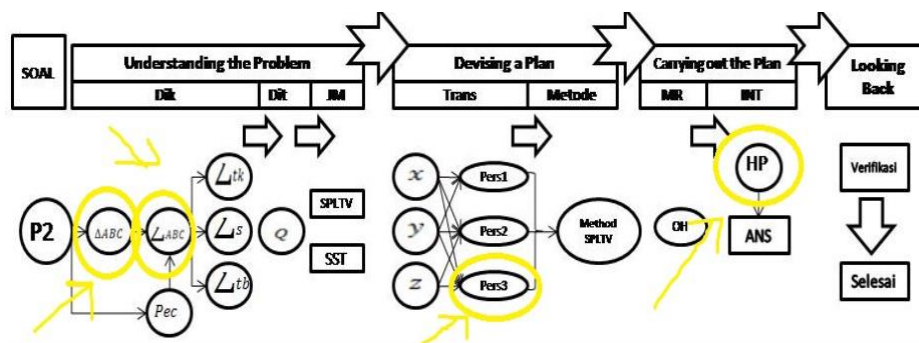 SOAL
Understanding the Problem
Dik
Dit
JM
Devising a Plan
Trans
Metode
Carrying out the Plan
MR
INT
Looking
Back
P2
ΔABC
∠ABC
∠tk
∠s
∠tb
Pec
Q
SPLTV
SST
x
y
z
Pers1
Pers2
Pers3
Method
SPLTV
OH
HP
ANS
Verifikasi
Selesai